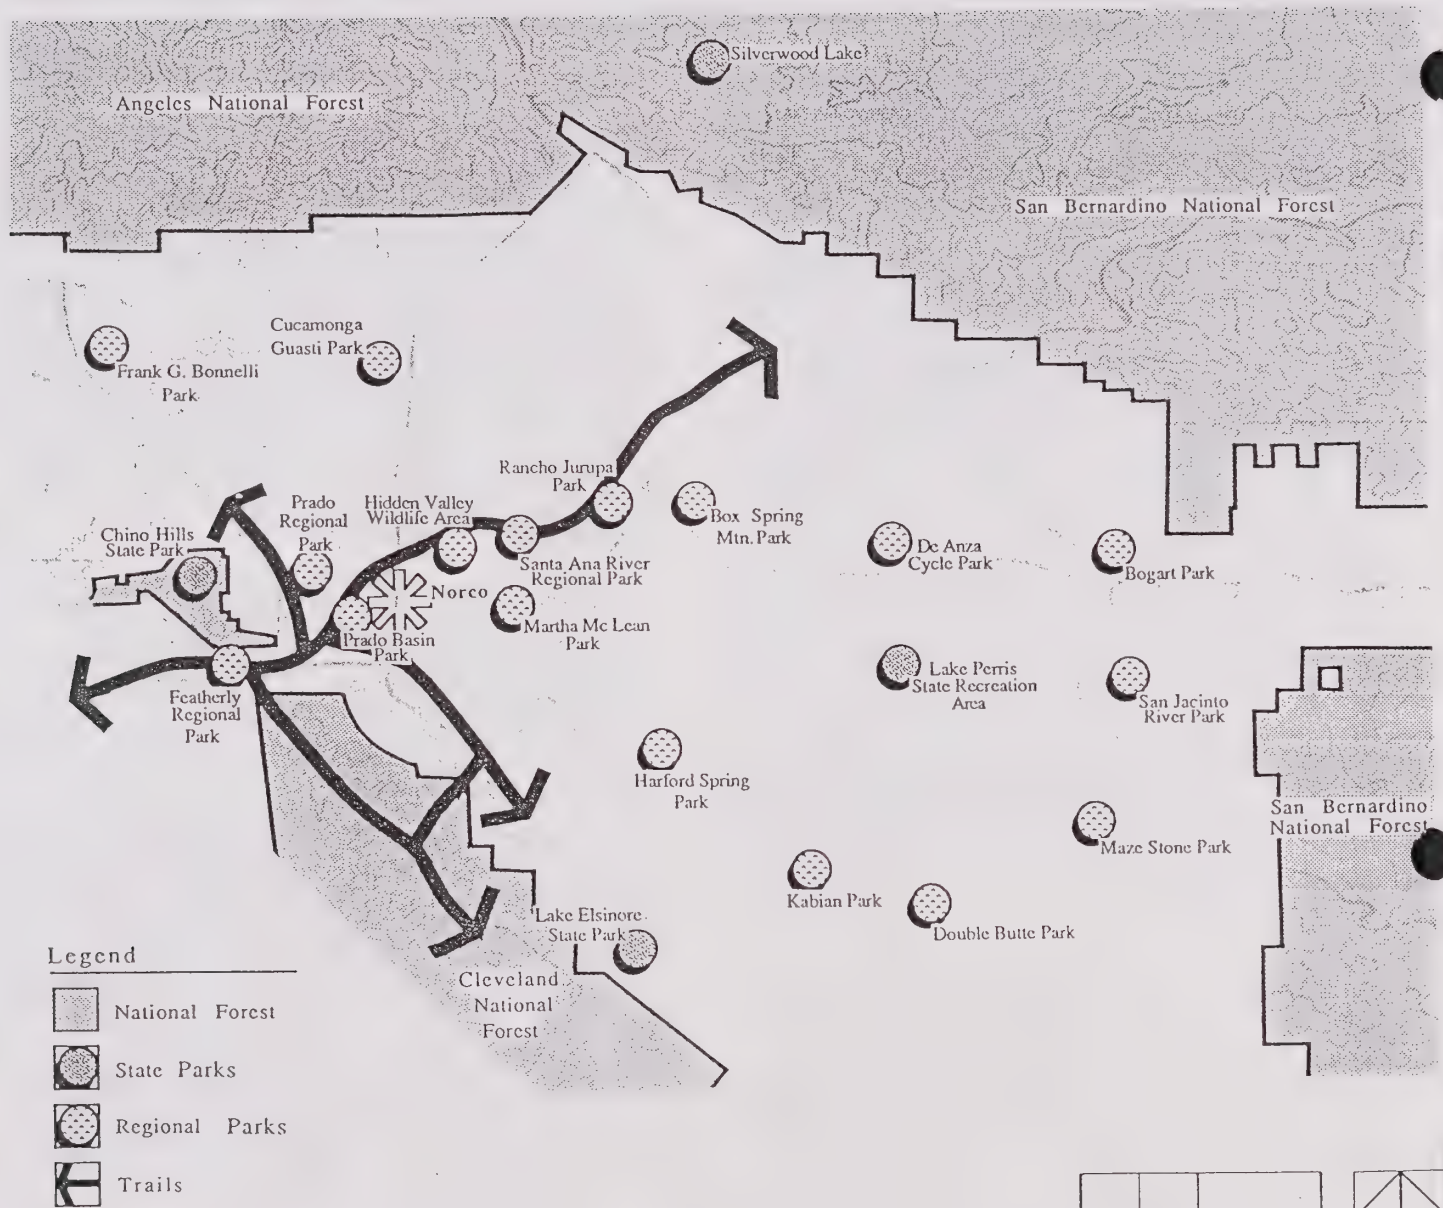 Silverwood Lake
Angeles National Forest
San Bernardino National Forest
Cucamonga
Guasti Park
Frank G. Bonnelli
Park
Rancho Jurupa
Park
Prado
Regional
Park
Hidden Valley
Wildlife Area
Box Spring
Mtn. Park
Chino Hills
State Park
Santa Ana River
Regional Park
De Anza
Cycle Park
Bogart Park
Norco
Martha Mc Lean
Park
Prado Basin
Park
Lake Perris
State Recreation
Area
Featherly
Regional
Park
San Jacinto
River Park
Harford Spring
Park
San Bernardino
National Forest
Maze Stone Park
Kabian Park
Double Butte Park
Lake Elsinore
State Park
Cleveland
National
Forest
Legend
National Forest
State Parks
Regional Parks
Trails